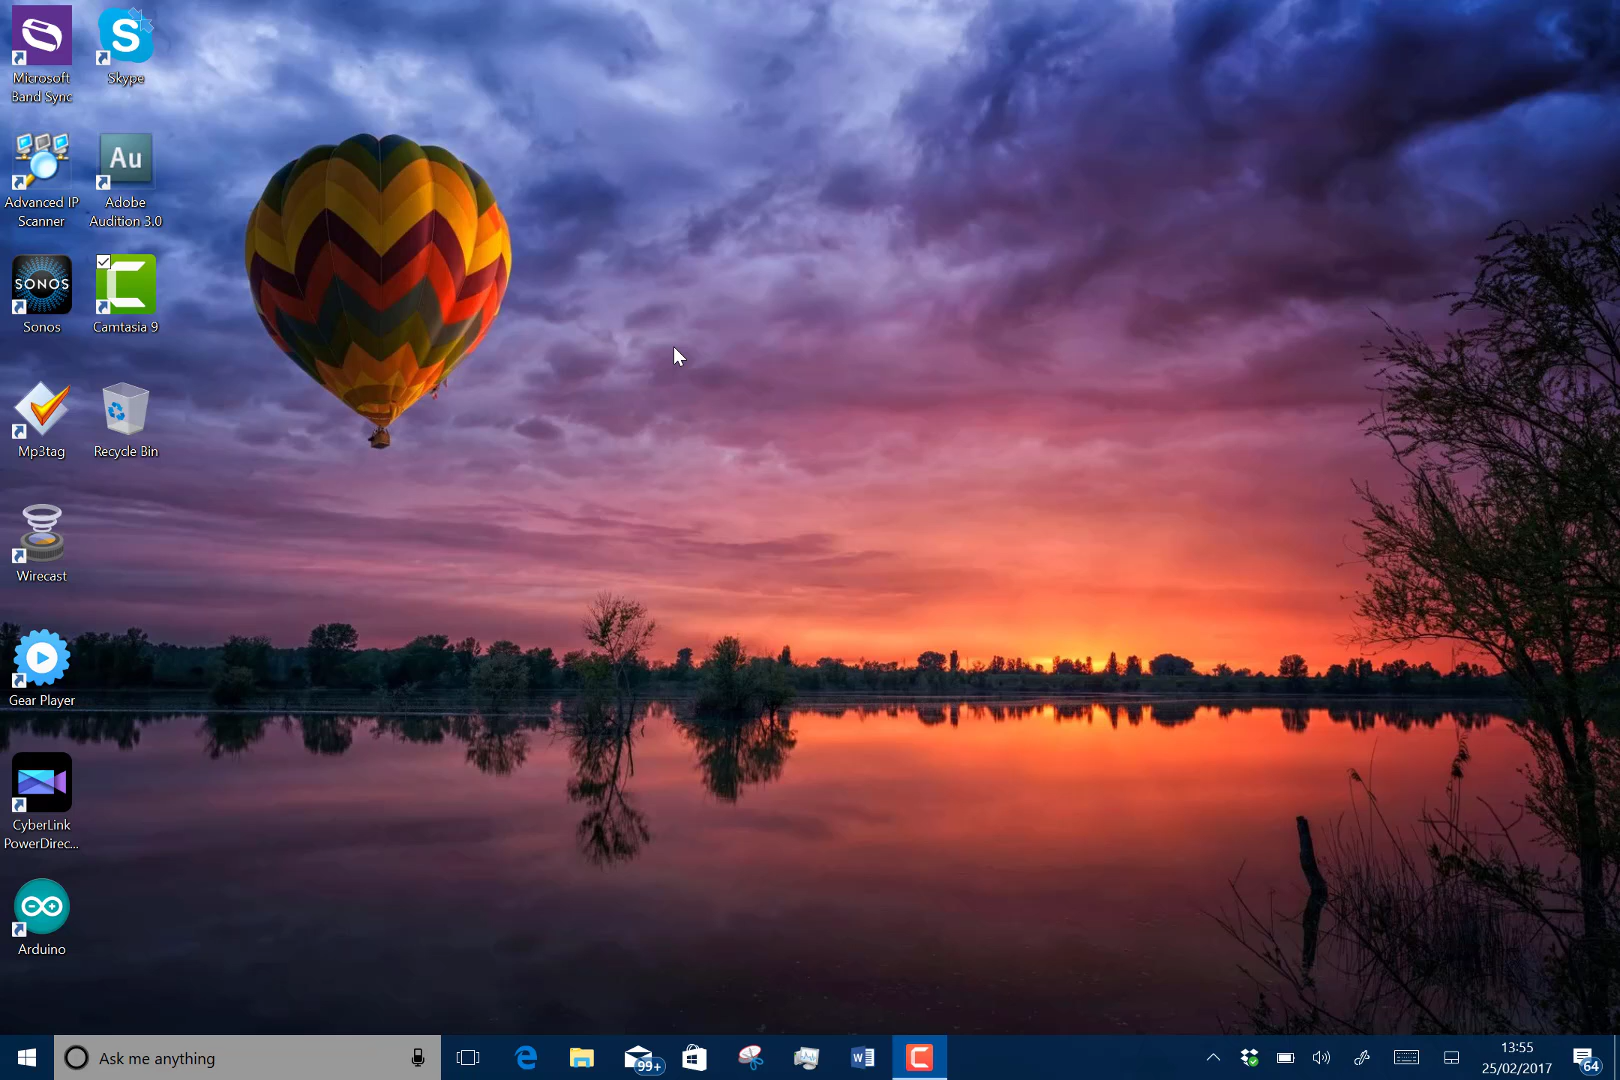 Microsoft
Band Sync
Skype
Advanced IP
Scanner
Au
Adobe
Audition 3.0
SONOS
Sonos
Camtasia 9
Mp3tag
Recycle Bin
Wirecast
Gear Player
CyberLink
PowerDirec...
Arduino
Ask me anything
99+
13:55
25/02/2017
64